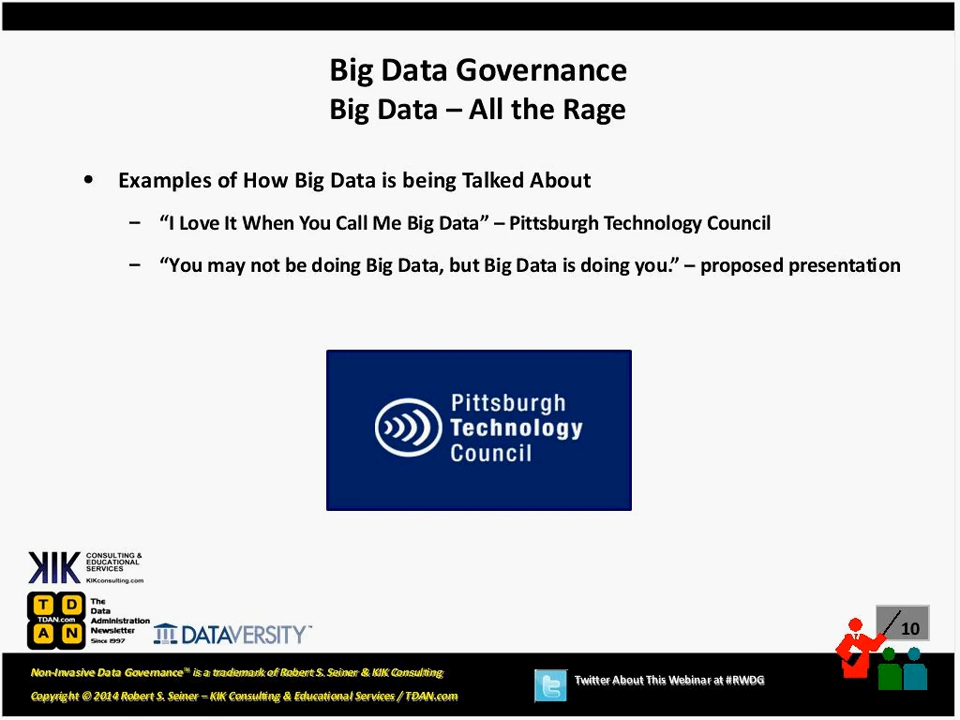 Big Data Governance
Big Data – All the Rage
• Examples of How Big Data is being Talked About
– “I Love It When You Call Me Big Data” – Pittsburgh Technology Council
– “You may not be doing Big Data, but Big Data is doing you.” – proposed presentation
Pittsburgh
Technology
Council
KIK
CONSULTING &
EDUCATIONAL
SERVICES
KIKconsulting.com
T D
TDAN.com
A N
The
Data
Administration
Newsletter
Since 1997
DATAVERSITY™
10
Non-Invasive Data Governance™ is a trademark of Robert S. Seiner & KIK Consulting
Copyright © 2014 Robert S. Seiner – KIK Consulting & Educational Services / TDAN.com
Twitter About This Webinar at #RWDG